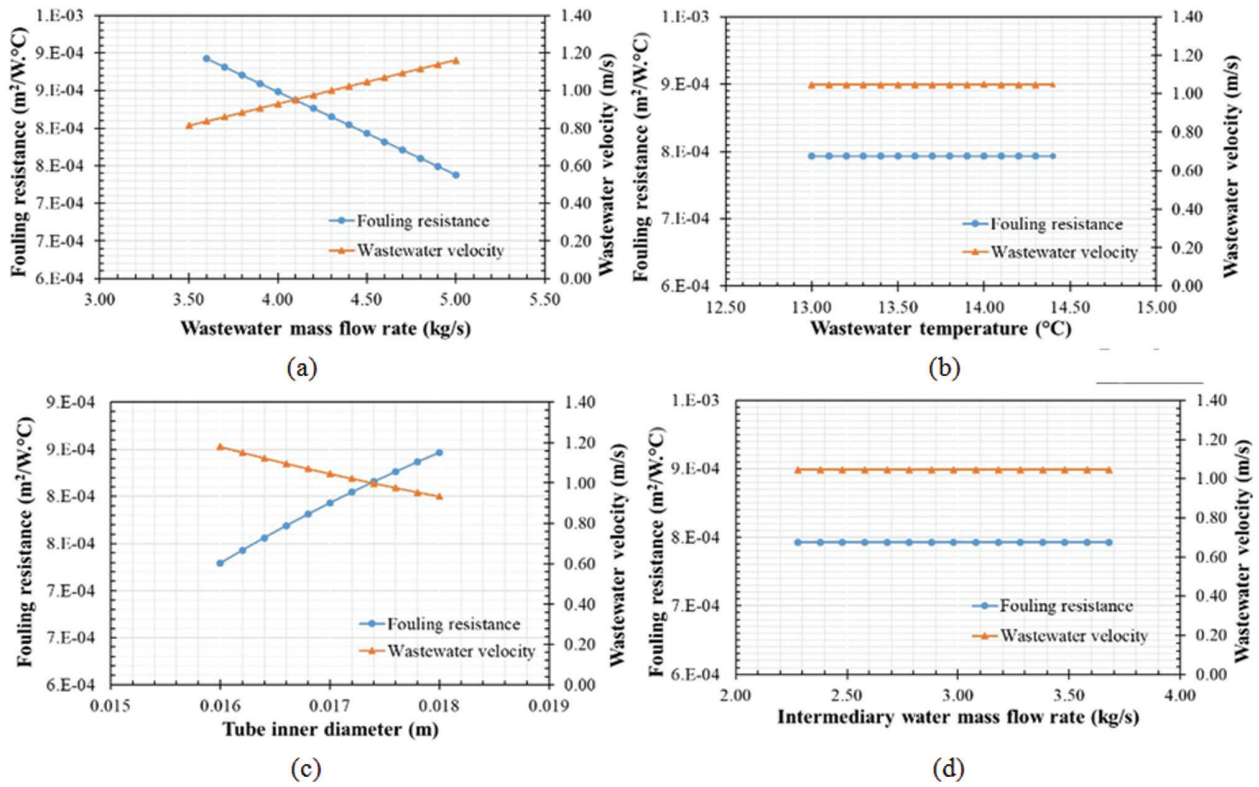 Fouling resistance (m²/W.°C)
1.E-03
9.E-04
9.E-04
8.E-04
8.E-04
7.E-04
7.E-04
6.E-04
Fouling resistance
Wastewater velocity
1.40
1.20
1.00
0.80
0.60
0.40
0.20
0.00
Wastewater velocity (m/s)
3.00 3.50 4.00 4.50 5.00 5.50
Wastewater mass flow rate (kg/s)
(a)
Fouling resistance (m²/W.°C)
1.E-03
9.E-04
8.E-04
7.E-04
6.E-04
Fouling resistance
Wastewater velocity
1.40
1.20
1.00
0.80
0.60
0.40
0.20
0.00
Wastewater velocity (m/s)
12.50 13.00 13.50 14.00 14.50 15.00
Wastewater temperature (°C)
(b)
Fouling resistance (m²/W.°C)
9.E-04
9.E-04
8.E-04
8.E-04
7.E-04
7.E-04
6.E-04
Fouling resistance
Wastewater velocity
1.40
1.20
1.00
0.80
0.60
0.40
0.20
0.00
Wastewater velocity (m/s)
0.015 0.016 0.017 0.018 0.019
Tube inner diameter (m)
(c)
Fouling resistance (m²/W.°C)
1.E-03
9.E-04
8.E-04
7.E-04
6.E-04
Fouling resistance
Wastewater velocity
1.40
1.20
1.00
0.80
0.60
0.40
0.20
0.00
Wastewater velocity (m/s)
2.00 2.50 3.00 3.50 4.00
Intermediary water mass flow rate (kg/s)
(d)